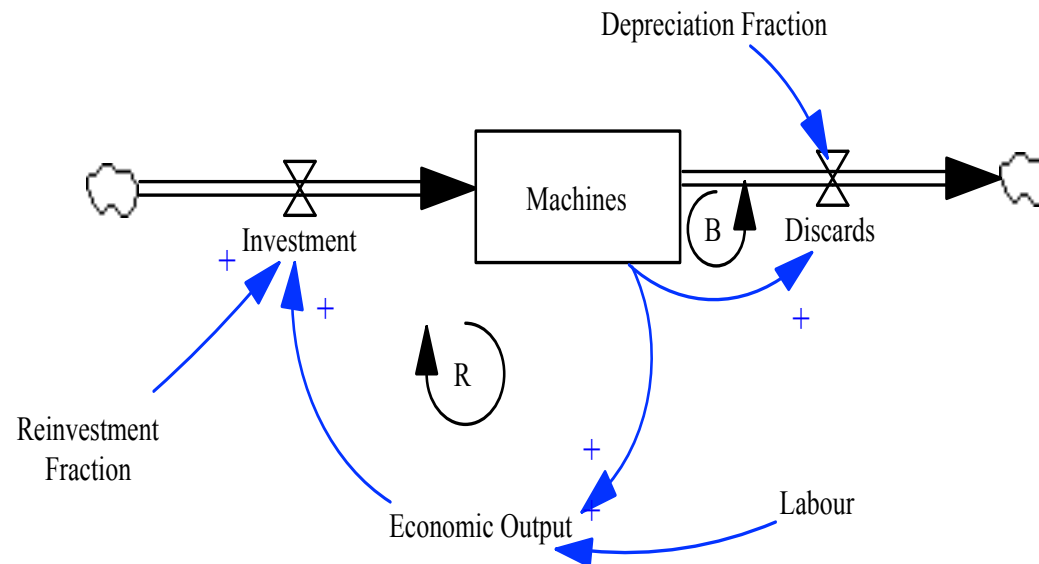 Depreciation Fraction
Machines
B
Discards
Investment
+
+
+
R
Reinvestment
Fraction
+
+
Labour
Economic Output